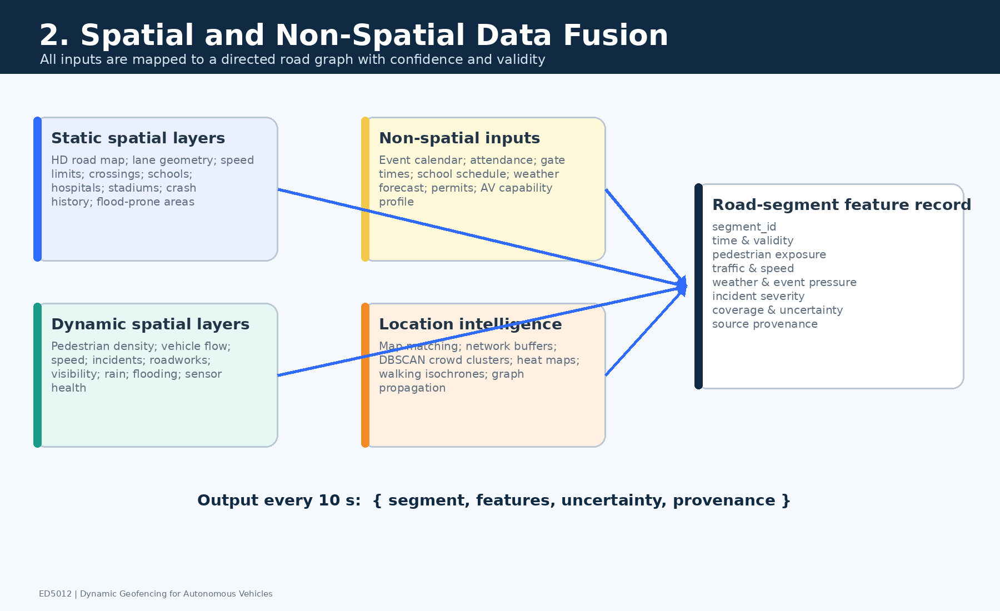 2. Spatial and Non-Spatial Data Fusion
All inputs are mapped to a directed road graph with confidence and validity
Static spatial layers
HD road map; lane geometry; speed
limits; crossings; schools;
hospitals; stadiums; crash
history; flood-prone areas
Non-spatial inputs
Event calendar; attendance; gate
times; school schedule; weather
forecast; permits; AV capability
profile
Dynamic spatial layers
Pedestrian density; vehicle flow;
speed; incidents; roadworks;
visibility; rain; flooding; sensor
health
Location intelligence
Map matching; network buffers;
DBSCAN crowd clusters; heat maps;
walking isochrones; graph
propagation
Road-segment feature record
segment_id
time & validity
pedestrian exposure
traffic & speed
weather & event pressure
incident severity
coverage & uncertainty
source provenance
Output every 10 s:  { segment, features, uncertainty, provenance }
ED5012 | Dynamic Geofencing for Autonomous Vehicles